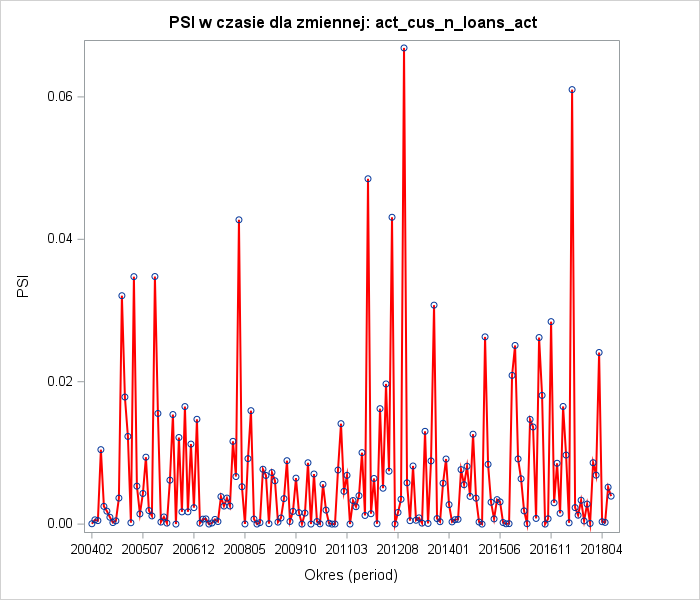 PSI w czasie dla zmiennej: act_cus_n_loans_act
0.06
0.04
0.02
0.00
PSI
200402 200507 200612 200805 200910 201103 201208 201401 201506 201611 201804
Okres (period)